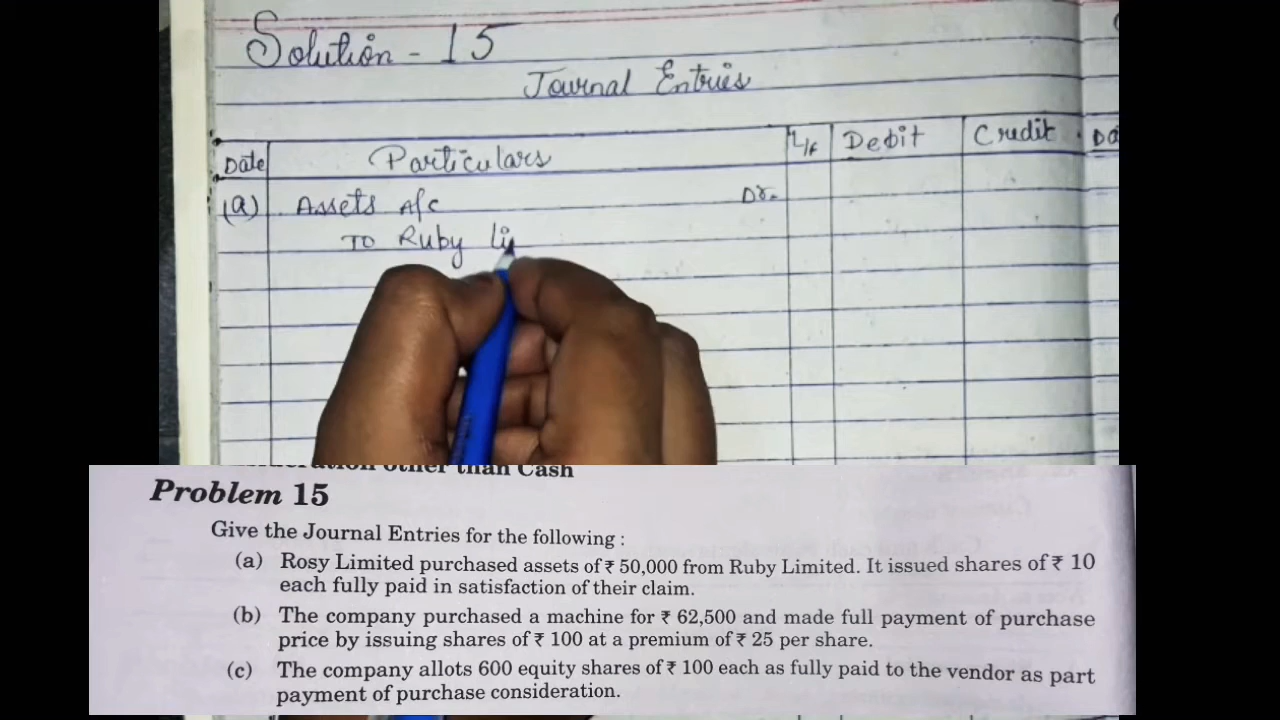 Solution - 15
Journal Entries
Date Particulars L/F Debit Credit
(a) Assets A/c Dr.
To Ruby Li
other than Cash
Problem 15
Give the Journal Entries for the following :
(a) Rosy Limited purchased assets of ₹ 50,000 from Ruby Limited. It issued shares of ₹ 10
each fully paid in satisfaction of their claim.
(b) The company purchased a machine for ₹ 62,500 and made full payment of purchase
price by issuing shares of ₹ 100 at a premium of ₹ 25 per share.
(c) The company allots 600 equity shares of ₹ 100 each as fully paid to the vendor as part
payment of purchase consideration.